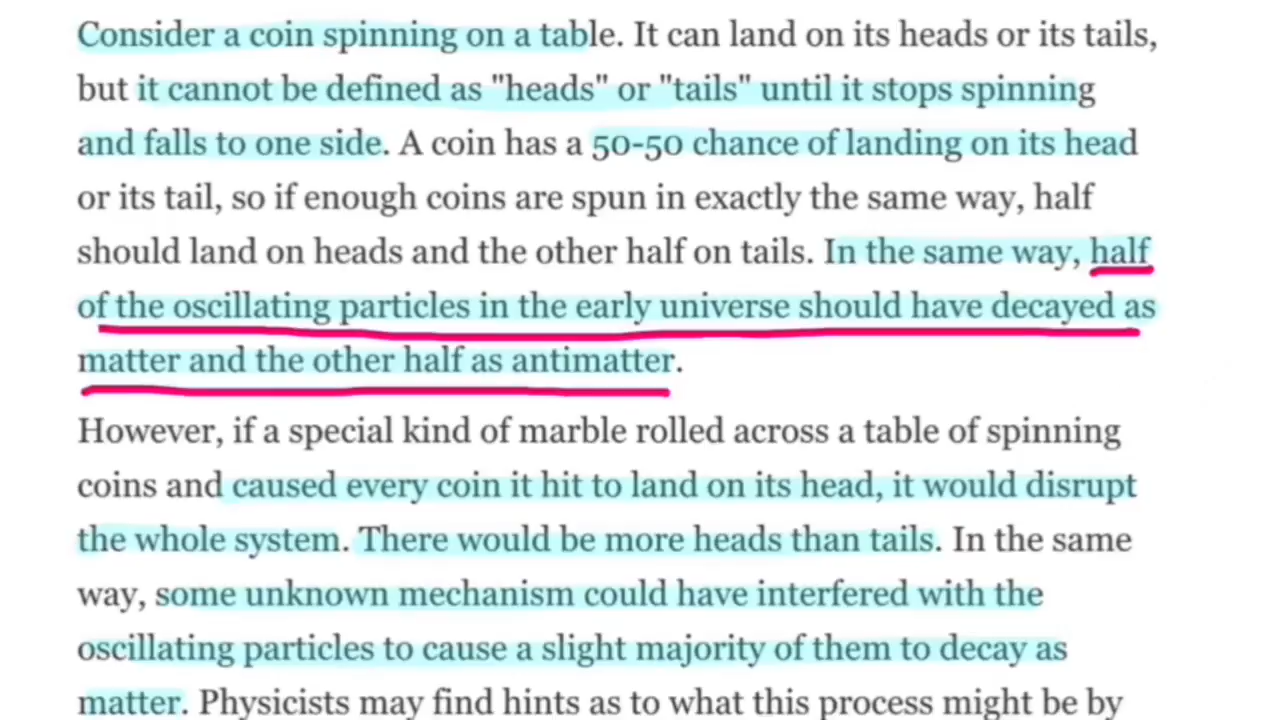 Consider a coin spinning on a table. It can land on its heads or its tails,
but it cannot be defined as "heads" or "tails" until it stops spinning
and falls to one side. A coin has a 50-50 chance of landing on its head
or its tail, so if enough coins are spun in exactly the same way, half
should land on heads and the other half on tails. In the same way, half
of the oscillating particles in the early universe should have decayed as
matter and the other half as antimatter.
However, if a special kind of marble rolled across a table of spinning
coins and caused every coin it hit to land on its head, it would disrupt
the whole system. There would be more heads than tails. In the same
way, some unknown mechanism could have interfered with the
oscillating particles to cause a slight majority of them to decay as
matter. Physicists may find hints as to what this process might be by